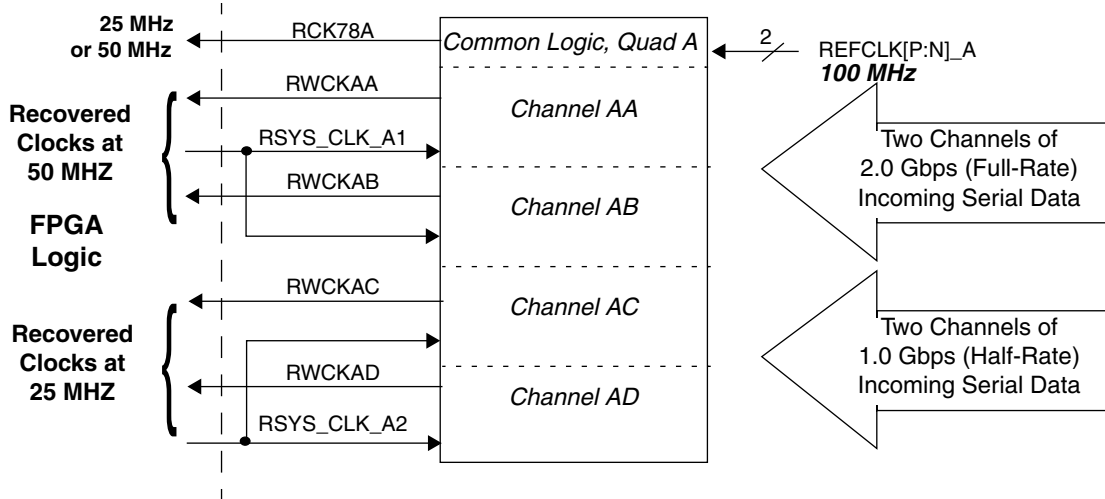 25 MHz
or 50 MHz
RCK78A
Common Logic, Quad A
2
REFCLK[P:N]_A
100 MHz
RWCKAA
Channel AA
Recovered
Clocks at
50 MHZ
RSYS_CLK_A1
Two Channels of
2.0 Gbps (Full-Rate)
Incoming Serial Data
RWCKAB
Channel AB
FPGA
Logic
RWCKAC
Channel AC
Recovered
Clocks at
25 MHZ
Two Channels of
1.0 Gbps (Half-Rate)
Incoming Serial Data
RWCKAD
Channel AD
RSYS_CLK_A2